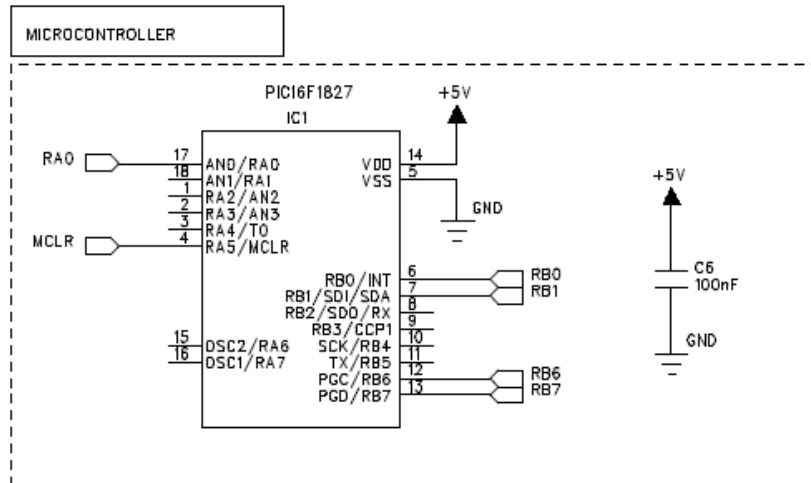 MICROCONTROLLER
PIC16F1827
IC1
+5V
RA0
17
AN0/RA0
18
AN1/RA1
1
RA2/AN2
2
RA3/AN3
3
RA4/T0
MCLR
4
RA5/MCLR
15
OSC2/RA6
16
OSC1/RA7
VDD
14
VSS
5
GND
RB0/INT
6
RB0
RB1/SDI/SDA
7
RB1
RB2/SDO/RX
8
RB3/CCP1
9
SCK/RB4
10
TX/RB5
11
PGC/RB6
12
RB6
PGD/RB7
13
RB7
+5V
C6
100nF
GND